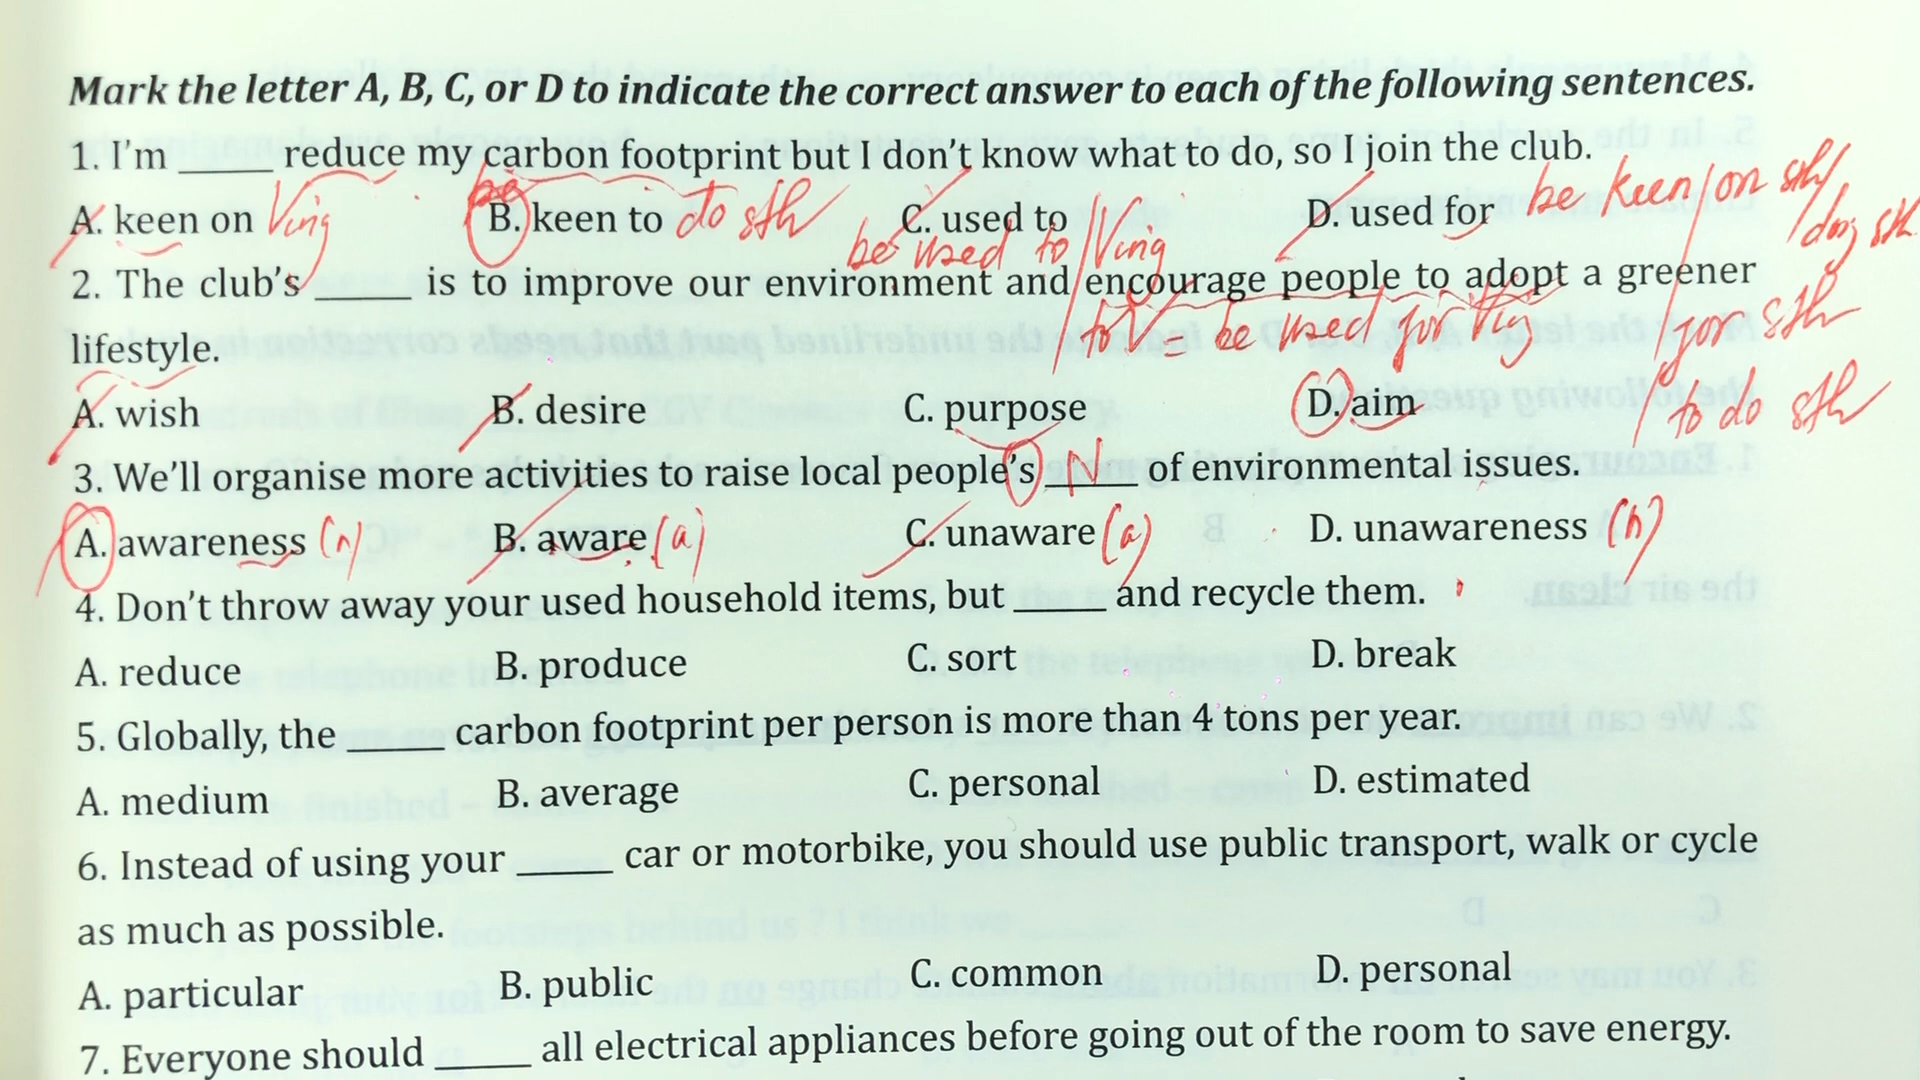 Mark the letter A, B, C, or D to indicate the correct answer to each of the following sentences.
1. I'm _____ reduce my carbon footprint but I don't know what to do, so I join the club.
be keen/on sth/
be
A. keen on Ving B. keen to do sth C. used to D. used for
be used to/Ving
/doing sth
2. The club's _____ is to improve our environment and encourage people to adopt a greener
lifestyle.
/to V = be used for Ving
/for sth
A. wish B. desire C. purpose D. aim
/to do sth
3. We'll organise more activities to raise local people's _____ of environmental issues.
N
A. awareness (n) B. aware (a) C. unaware (a) D. unawareness (n)
4. Don't throw away your used household items, but _____ and recycle them.
A. reduce B. produce C. sort D. break
5. Globally, the _____ carbon footprint per person is more than 4 tons per year.
A. medium B. average C. personal D. estimated
6. Instead of using your _____ car or motorbike, you should use public transport, walk or cycle
as much as possible.
A. particular B. public C. common D. personal
7. Everyone should _____ all electrical appliances before going out of the room to save energy.